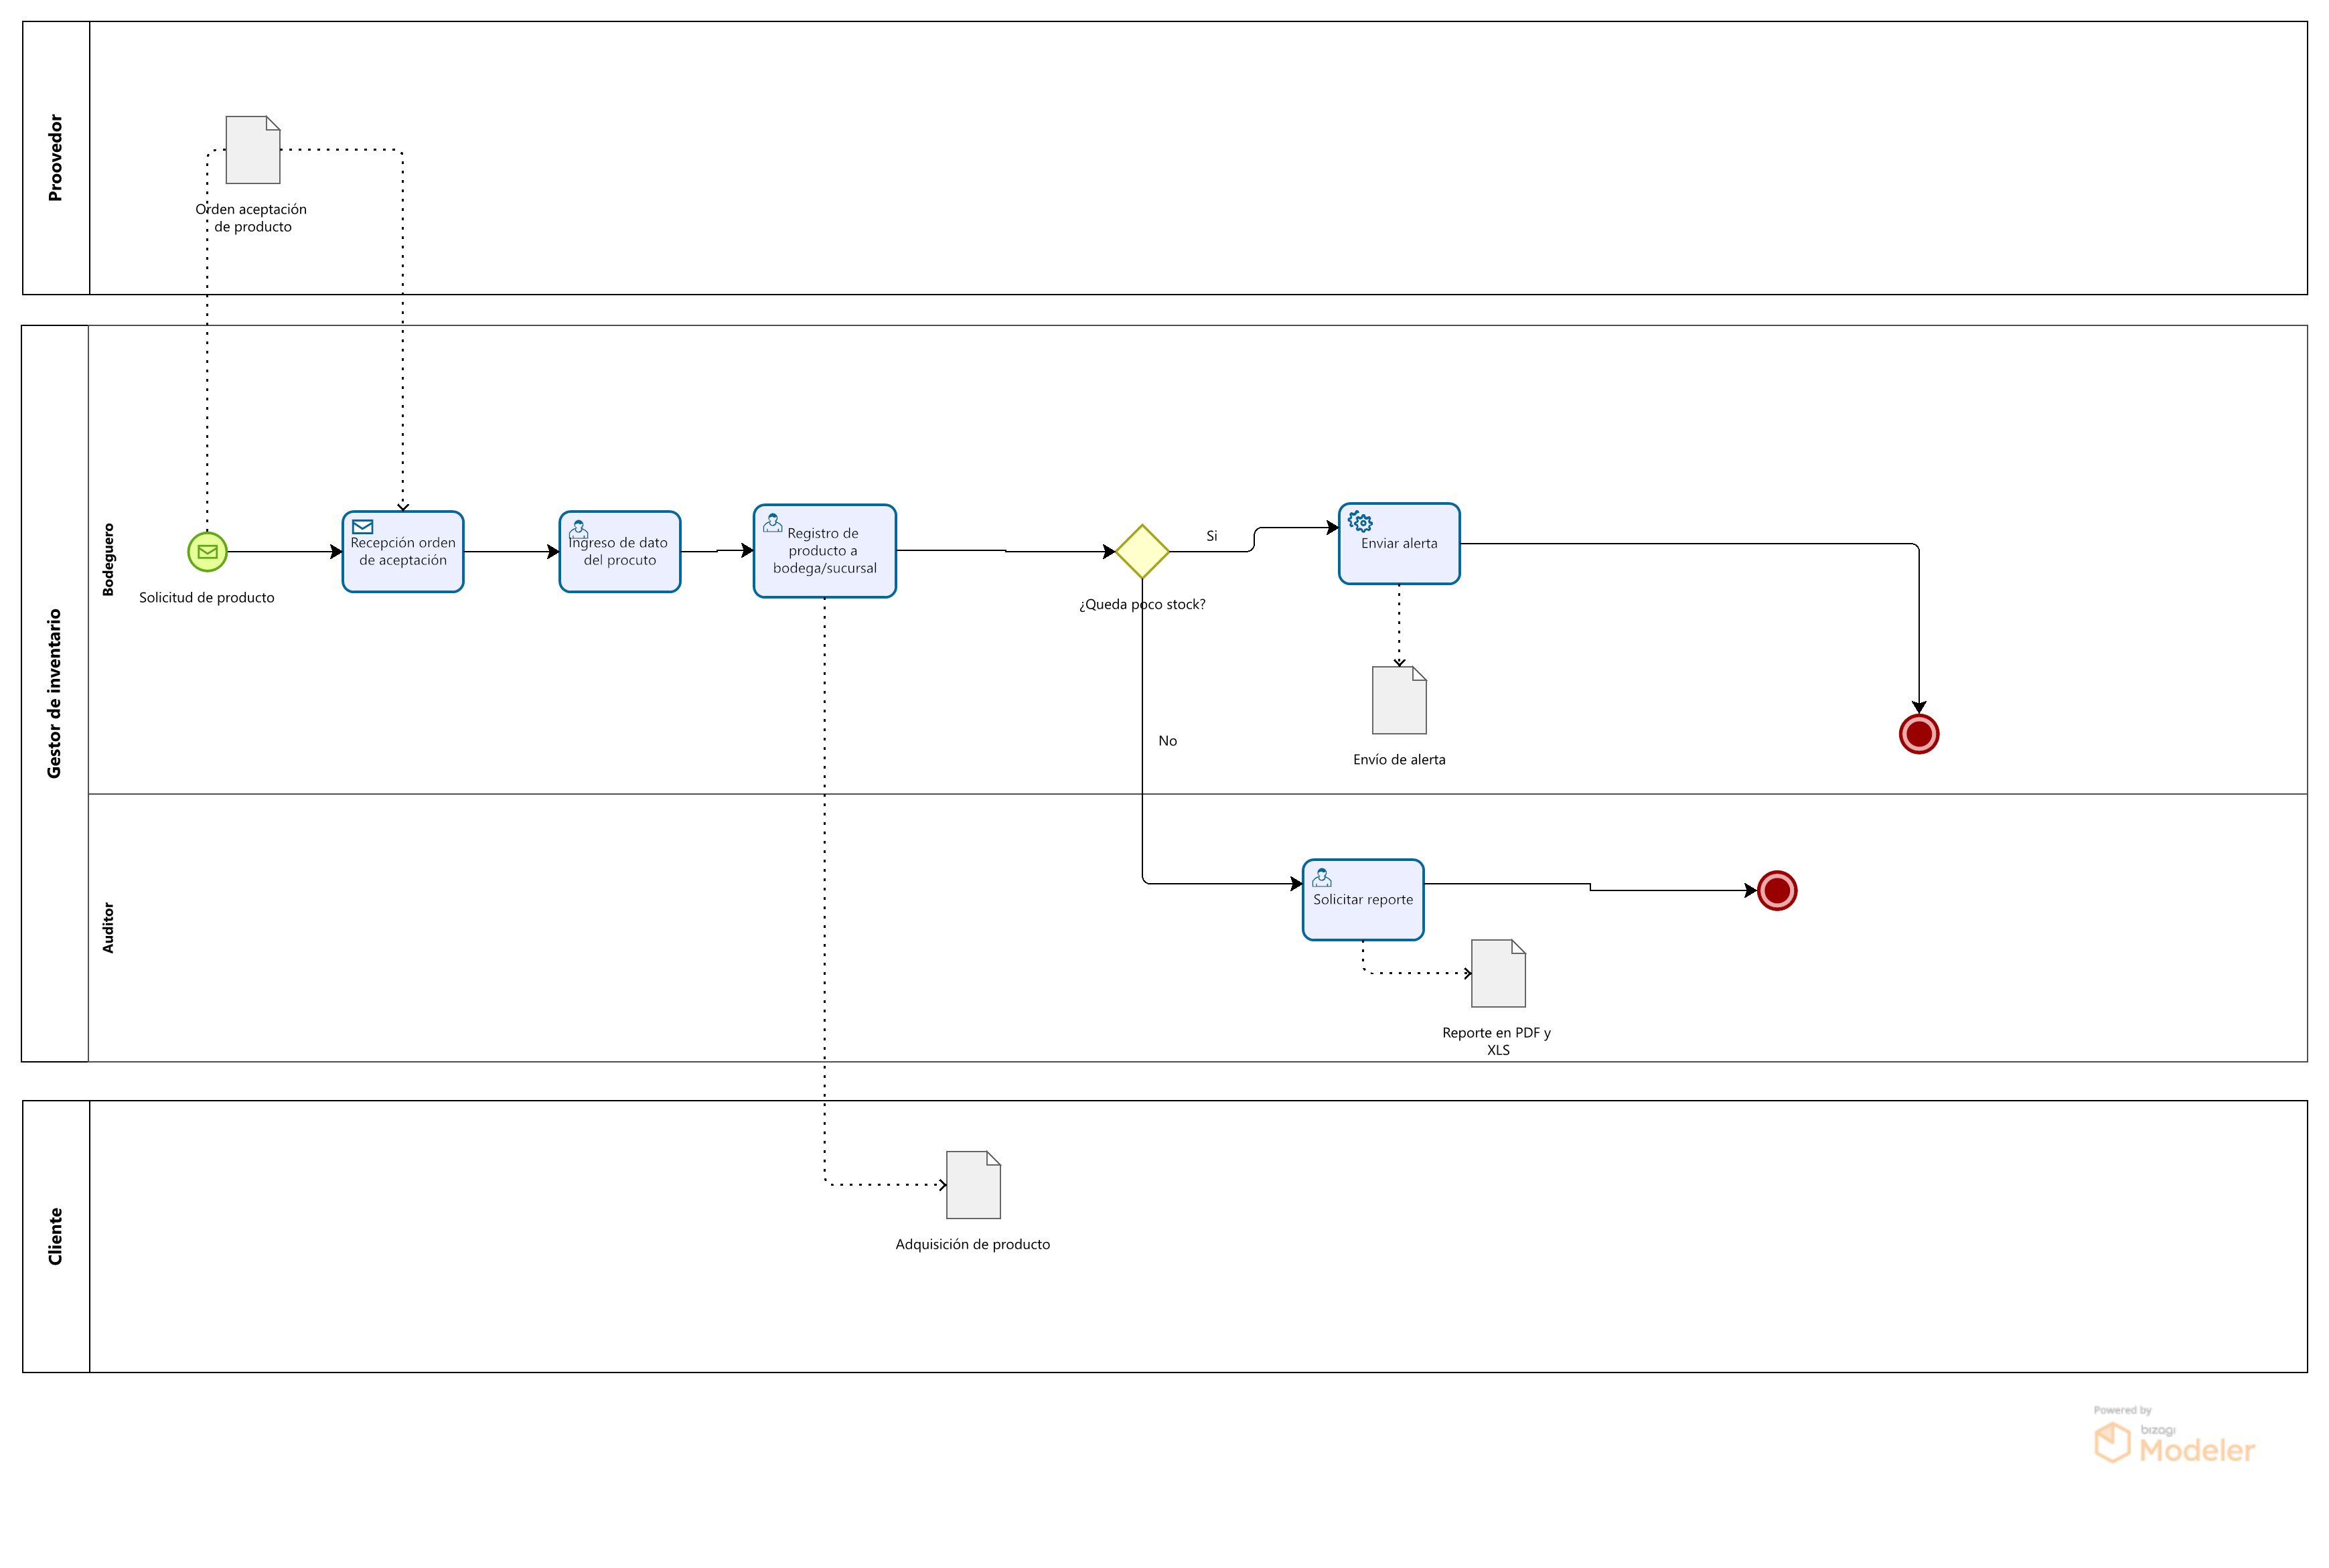 Proovedor
Orden aceptación
de producto
Gestor de inventario
Bodeguero
Solicitud de producto
Recepción orden
de aceptación
Ingreso de dato
del procuto
Registro de
producto a
bodega/sucursal
¿Queda poco stock?
Si
No
Enviar alerta
Envío de alerta
Auditor
Solicitar reporte
Reporte en PDF y
XLS
Cliente
Adquisición de producto
Powered by
bizagi
Modeler